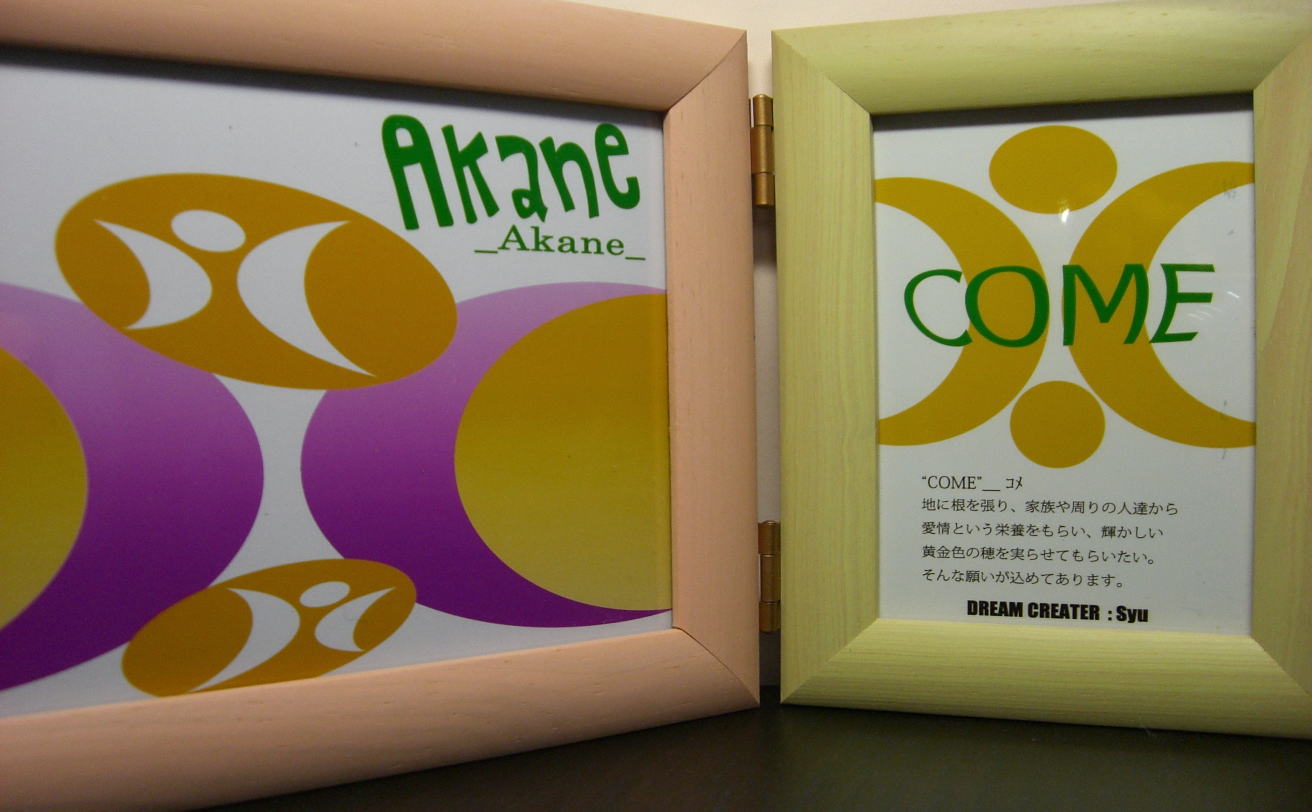 Akane
_Akane_
COME
“COME”__ ｺﾒ
地に根を張り、家族や周りの人達から
愛情という栄養をもらい、輝かしい
黄金色の穂を実らせてもらいたい。
そんな願いが込めてあります。
DREAM CREATER : Syu